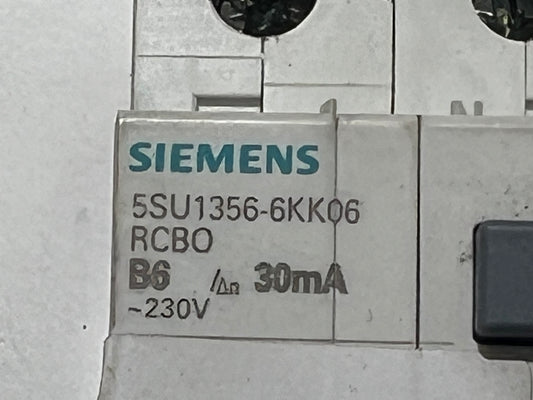 N
SIEMENS
5SU1356-6KK06
RCBO
B6 IΔn 30mA
~230V